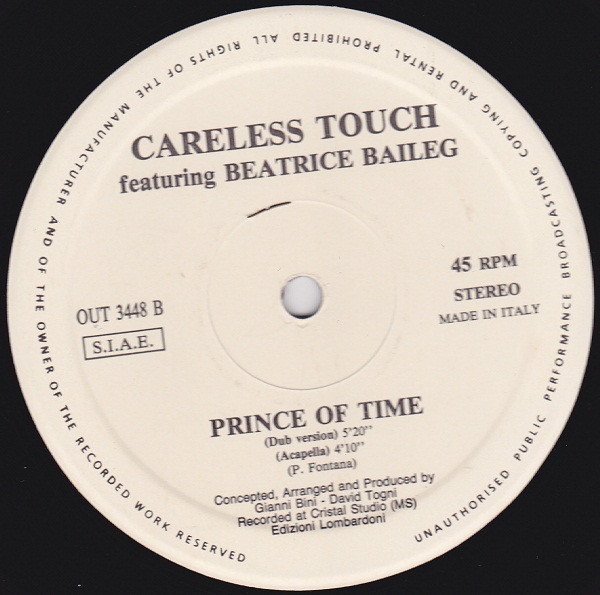 ALL RIGHTS OF THE MANUFACTURER AND OF THE OWNER OF THE RECORDED WORK RESERVED
UNAUTHORISED PUBLIC PERFORMANCE BROADCASTING COPYING AND RENTAL PROHIBITED
CARELESS TOUCH
featuring BEATRICE BAILEG
45 RPM
STEREO
MADE IN ITALY
OUT 3448 B
S.I.A.E.
PRINCE OF TIME
(Dub version) 5'20''
(Acapella) 4'10''
(P. Fontana)
Concepted, Arranged and Produced by
Gianni Bini - David Togni
Recorded at Cristal Studio (MS)
Edizioni Lombardoni